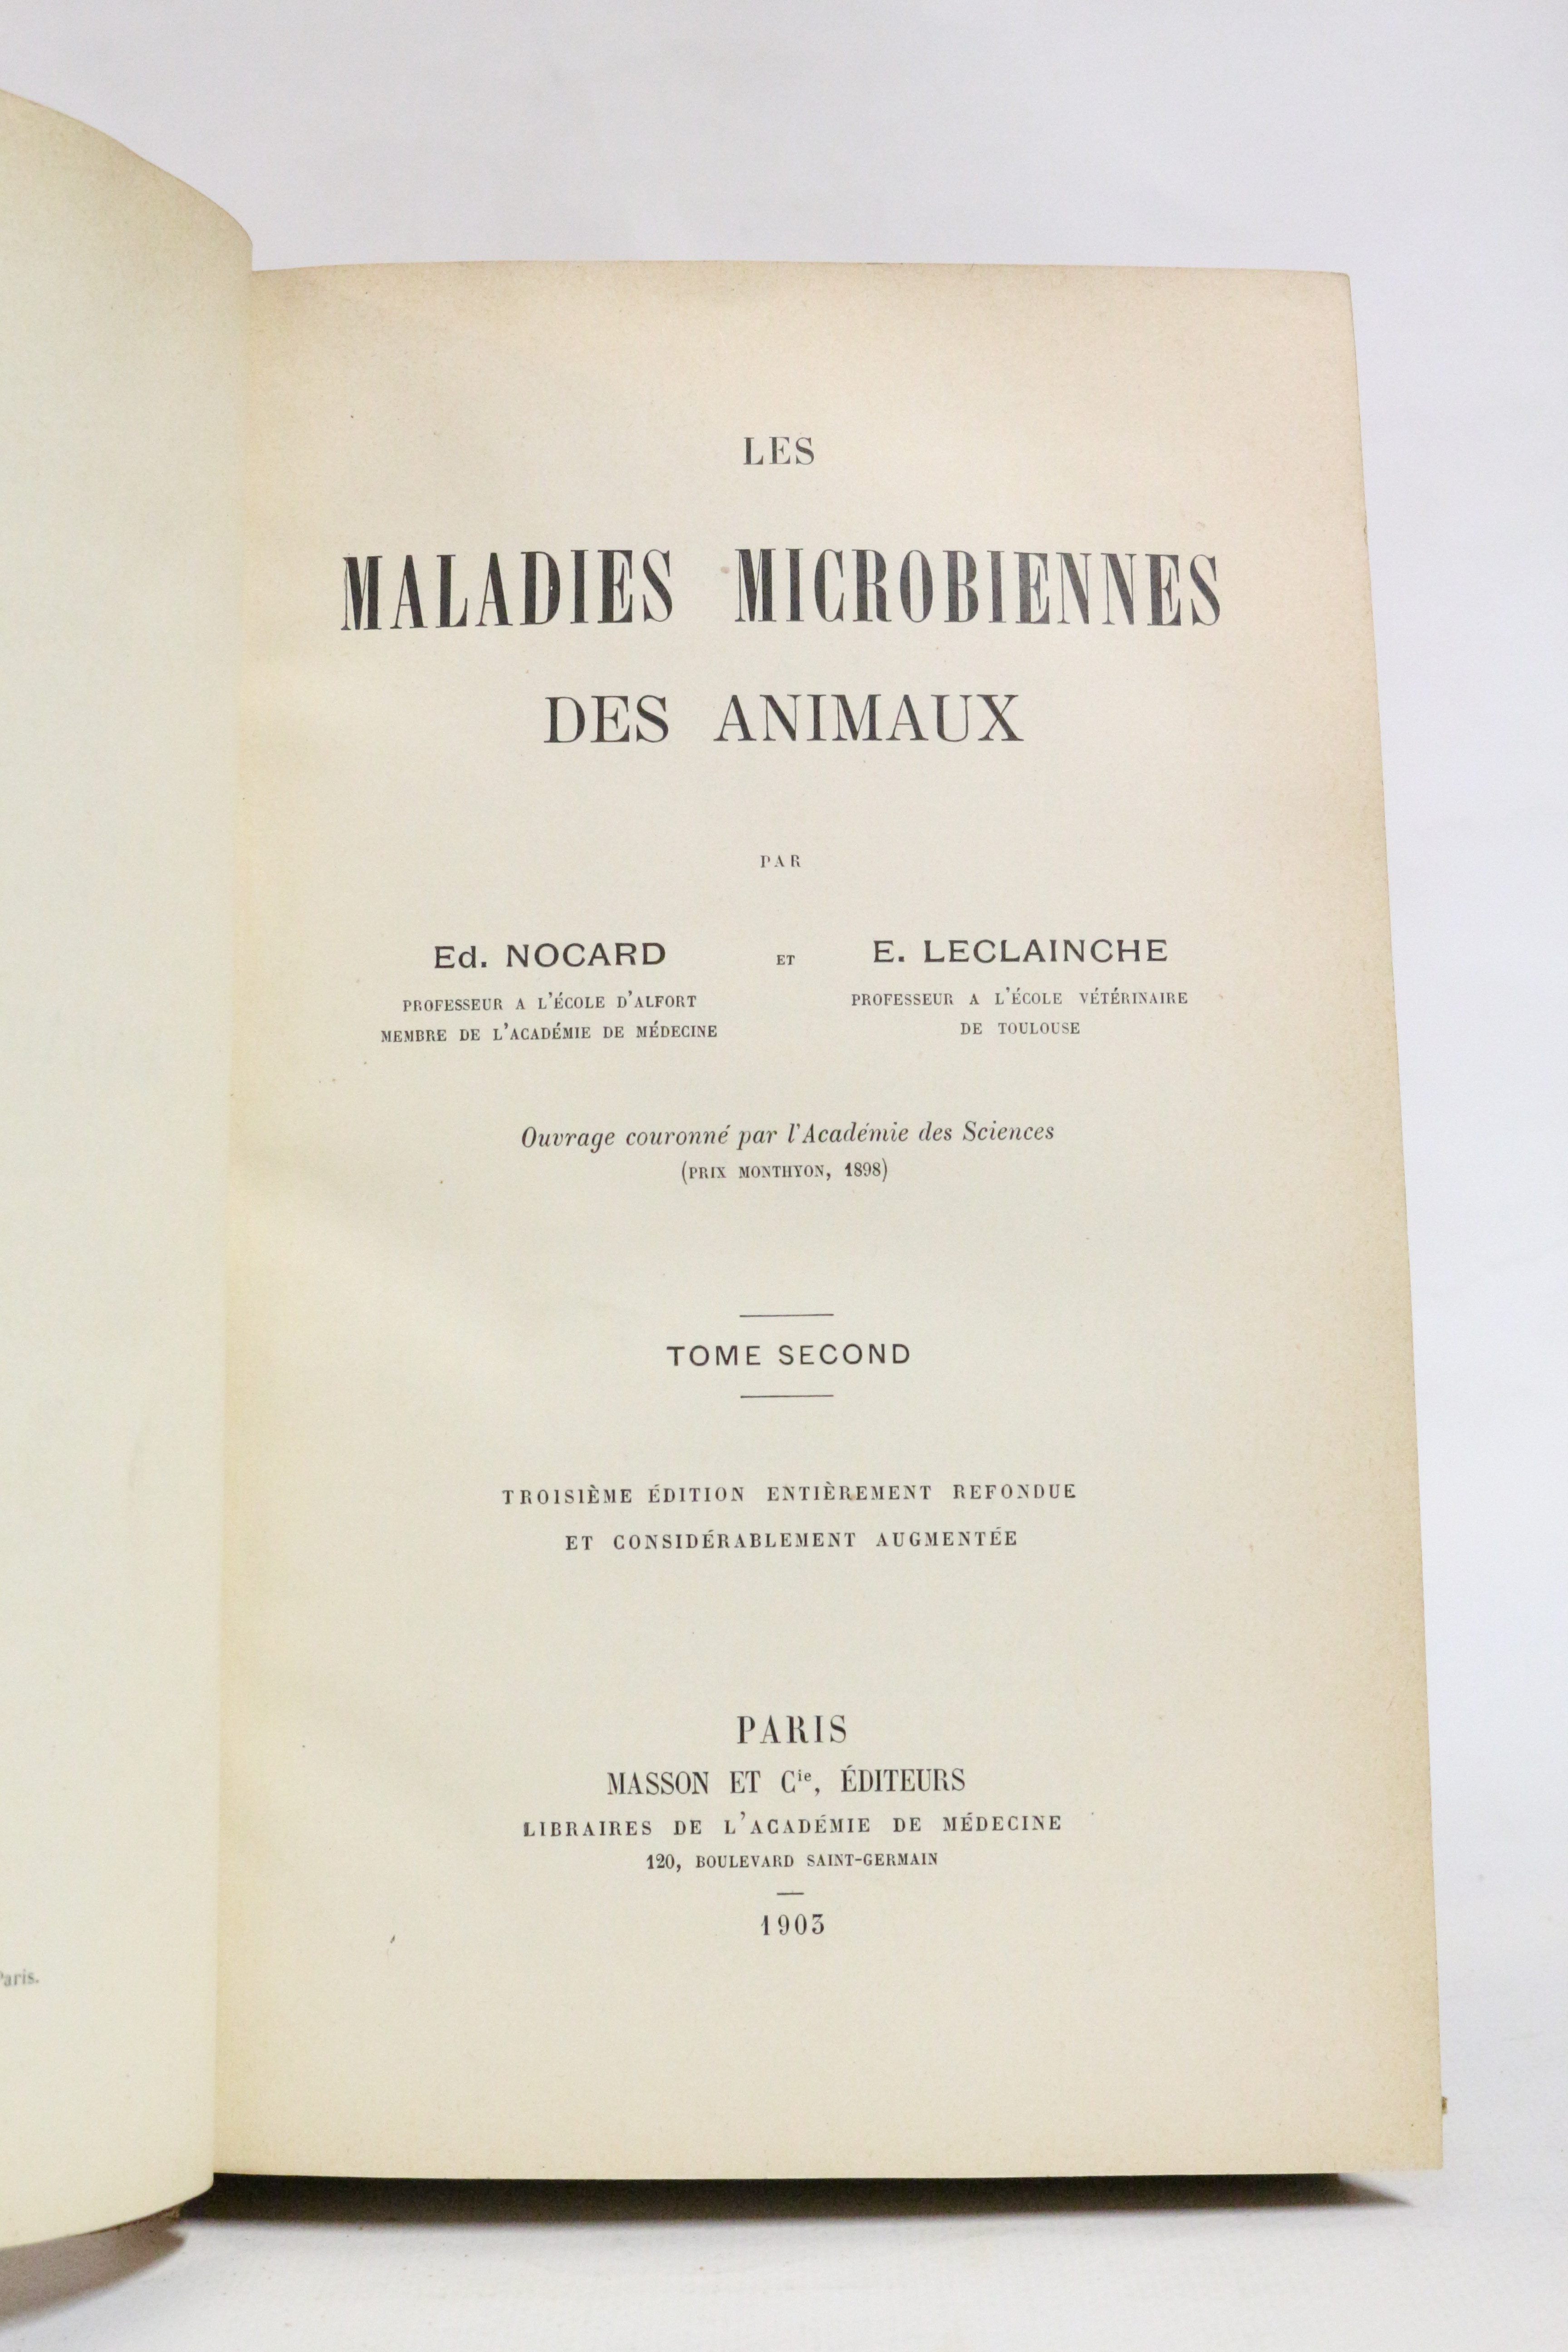 LES
MALADIES MICROBIENNES
DES ANIMAUX
PAR
Ed. NOCARD
PROFESSEUR A L'ÉCOLE D'ALFORT
MEMBRE DE L'ACADÉMIE DE MÉDECINE
ET
E. LECLAINCHE
PROFESSEUR A L'ÉCOLE VÉTÉRINAIRE
DE TOULOUSE
Ouvrage couronné par l'Académie des Sciences
(PRIX MONTHYON, 1898)
TOME SECOND
TROISIÈME ÉDITION ENTIÈREMENT REFONDUE
ET CONSIDÉRABLEMENT AUGMENTÉE
PARIS
MASSON ET Cie, ÉDITEURS
LIBRAIRES DE L'ACADÉMIE DE MÉDECINE
120, BOULEVARD SAINT-GERMAIN
1903
Paris.